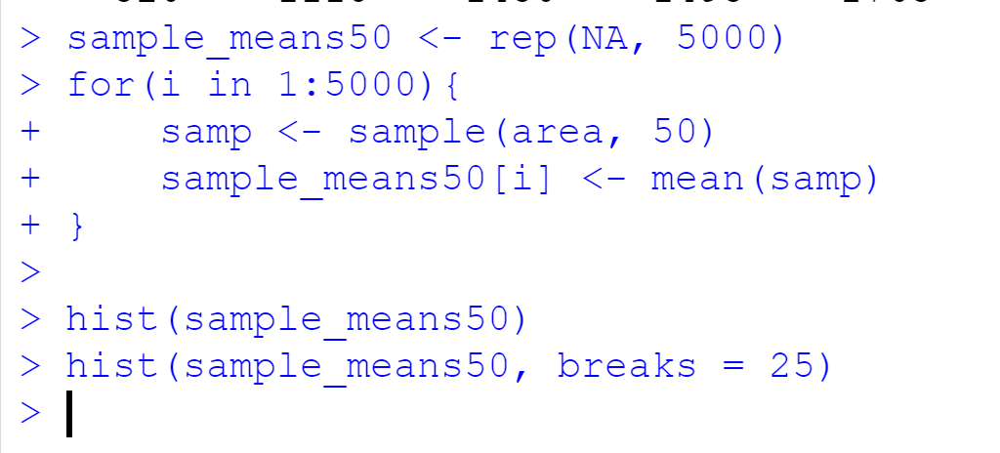 > sample_means50 <- rep(NA, 5000)
> for(i in 1:5000){
+     samp <- sample(area, 50)
+     sample_means50[i] <- mean(samp)
+ }
>
> hist(sample_means50)
> hist(sample_means50, breaks = 25)
>